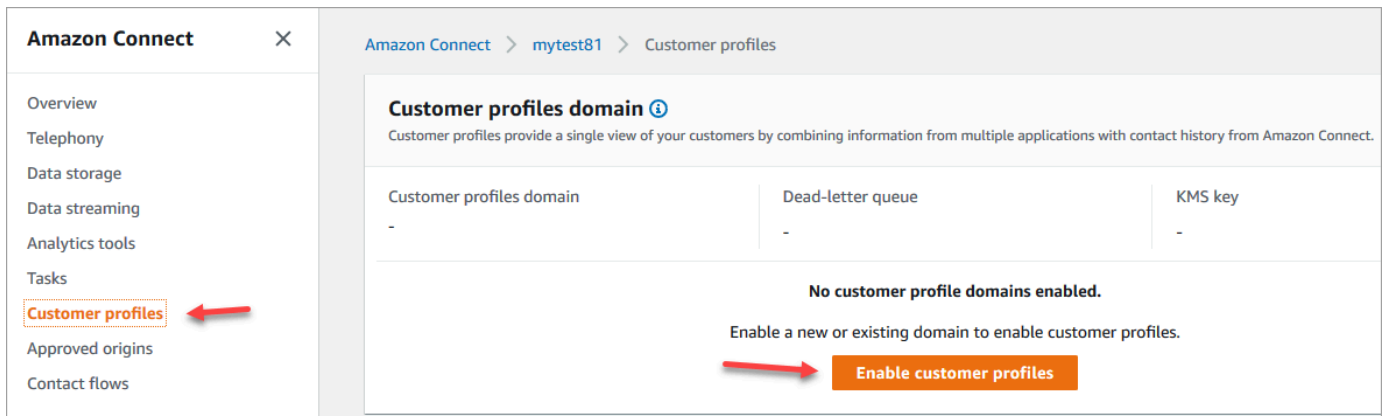 Amazon Connect
Overview
Telephony
Data storage
Data streaming
Analytics tools
Tasks
Customer profiles
Approved origins
Contact flows
Amazon Connect > mytest81 > Customer profiles
Customer profiles domain
Customer profiles provide a single view of your customers by combining information from multiple applications with contact history from Amazon Connect.
Customer profiles domain
-
Dead-letter queue
-
KMS key
-
No customer profile domains enabled.
Enable a new or existing domain to enable customer profiles.
Enable customer profiles